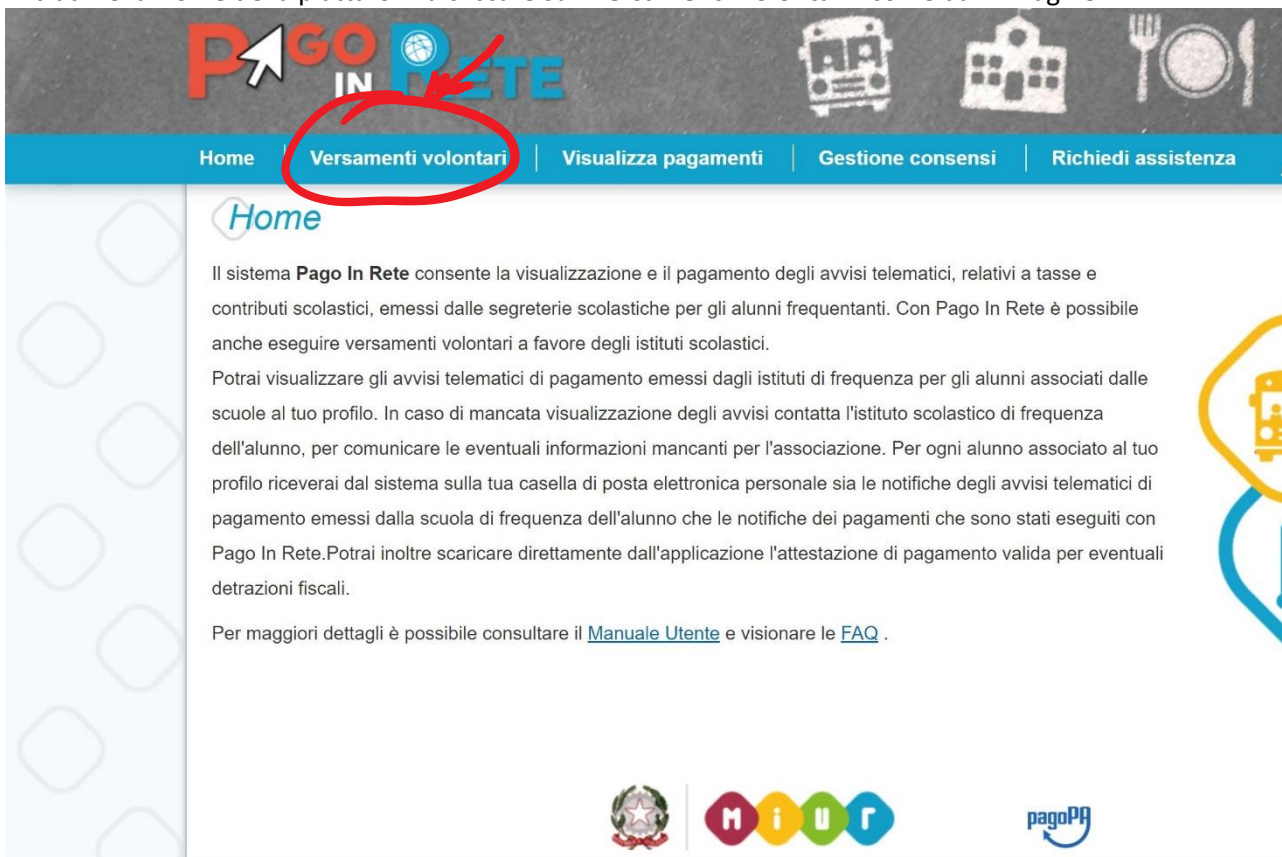 PAGO
IN RETE
Home
Versamenti volontari
Visualizza pagamenti
Gestione consensi
Richiedi assistenza
Home
Il sistema Pago In Rete consente la visualizzazione e il pagamento degli avvisi telematici, relativi a tasse e
contributi scolastici, emessi dalle segreterie scolastiche per gli alunni frequentanti. Con Pago In Rete è possibile
anche eseguire versamenti volontari a favore degli istituti scolastici.
Potrai visualizzare gli avvisi telematici di pagamento emessi dagli istituti di frequenza per gli alunni associati dalle
scuole al tuo profilo. In caso di mancata visualizzazione degli avvisi contatta l'istituto scolastico di frequenza
dell'alunno, per comunicare le eventuali informazioni mancanti per l'associazione. Per ogni alunno associato al tuo
profilo riceverai dal sistema sulla tua casella di posta elettronica personale sia le notifiche degli avvisi telematici di
pagamento emessi dalla scuola di frequenza dell'alunno che le notifiche dei pagamenti che sono stati eseguiti con
Pago In Rete.Potrai inoltre scaricare direttamente dall'applicazione l'attestazione di pagamento valida per eventuali
detrazioni fiscali.
Per maggiori dettagli è possibile consultare il Manuale Utente e visionare le FAQ .
MiUr
pagoPA